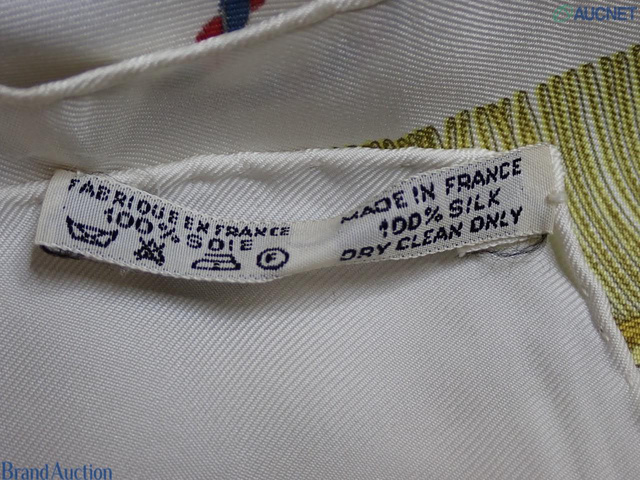 AUCNET
FABRIQUE EN FRANCE
100% SOIE
F
MADE IN FRANCE
100% SILK
DRY CLEAN ONLY
Brand Auction